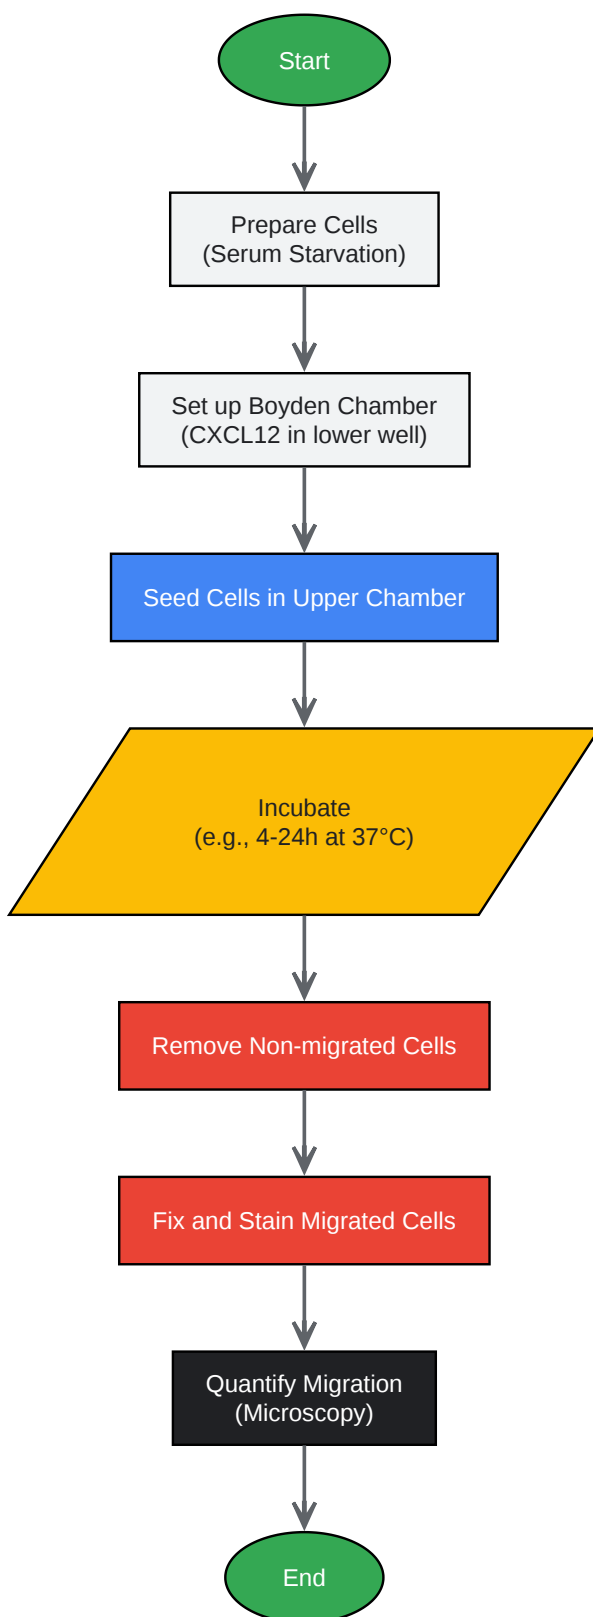 Start
Prepare Cells
(Serum Starvation)
Set up Boyden Chamber
(CXCL12 in lower well)
Seed Cells in Upper Chamber
Incubate
(e.g., 4-24h at 37°C)
Remove Non-migrated Cells
Fix and Stain Migrated Cells
Quantify Migration
(Microscopy)
End